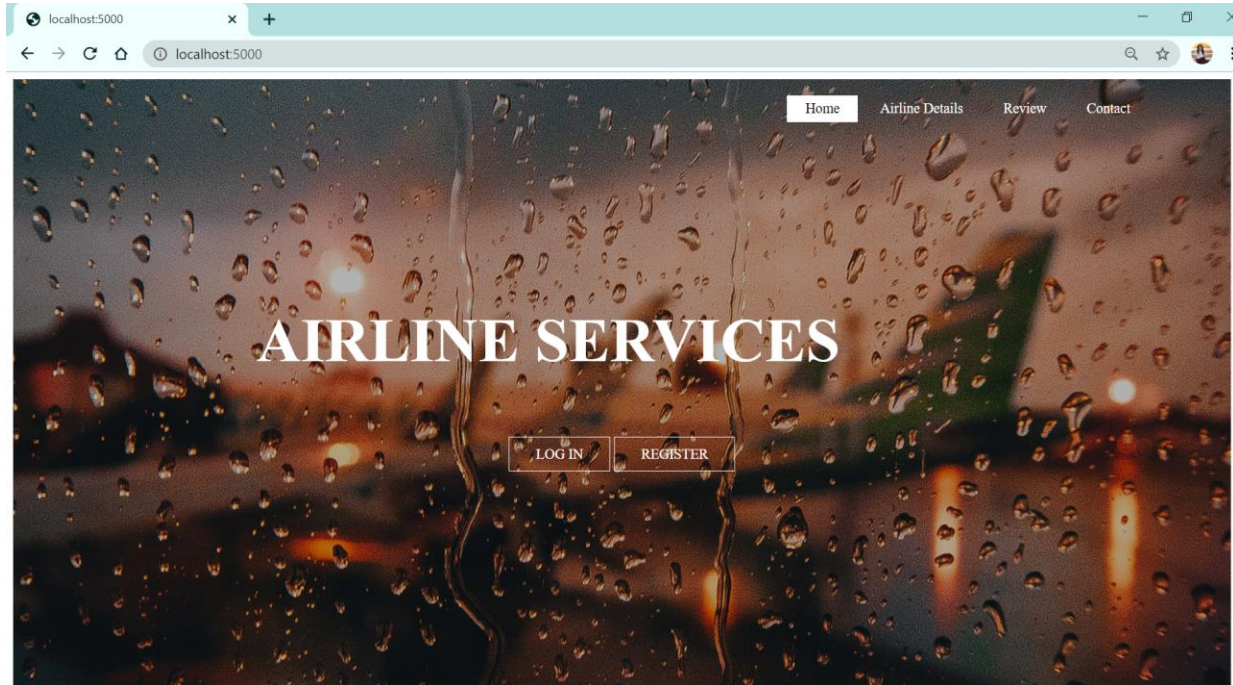 localhost:5000
localhost:5000
Home Airline Details Review Contact
AIRLINE SERVICES
LOG IN REGISTER